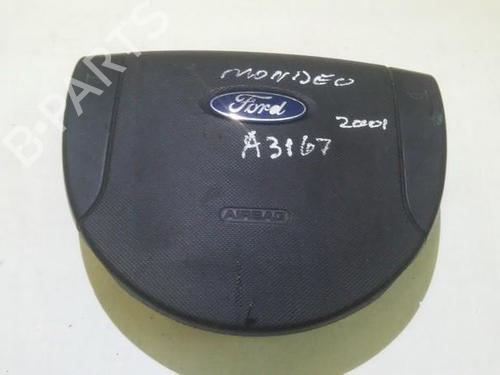 MONDEO
Ford
2001
A3167
AIRBAG
B-PARTS